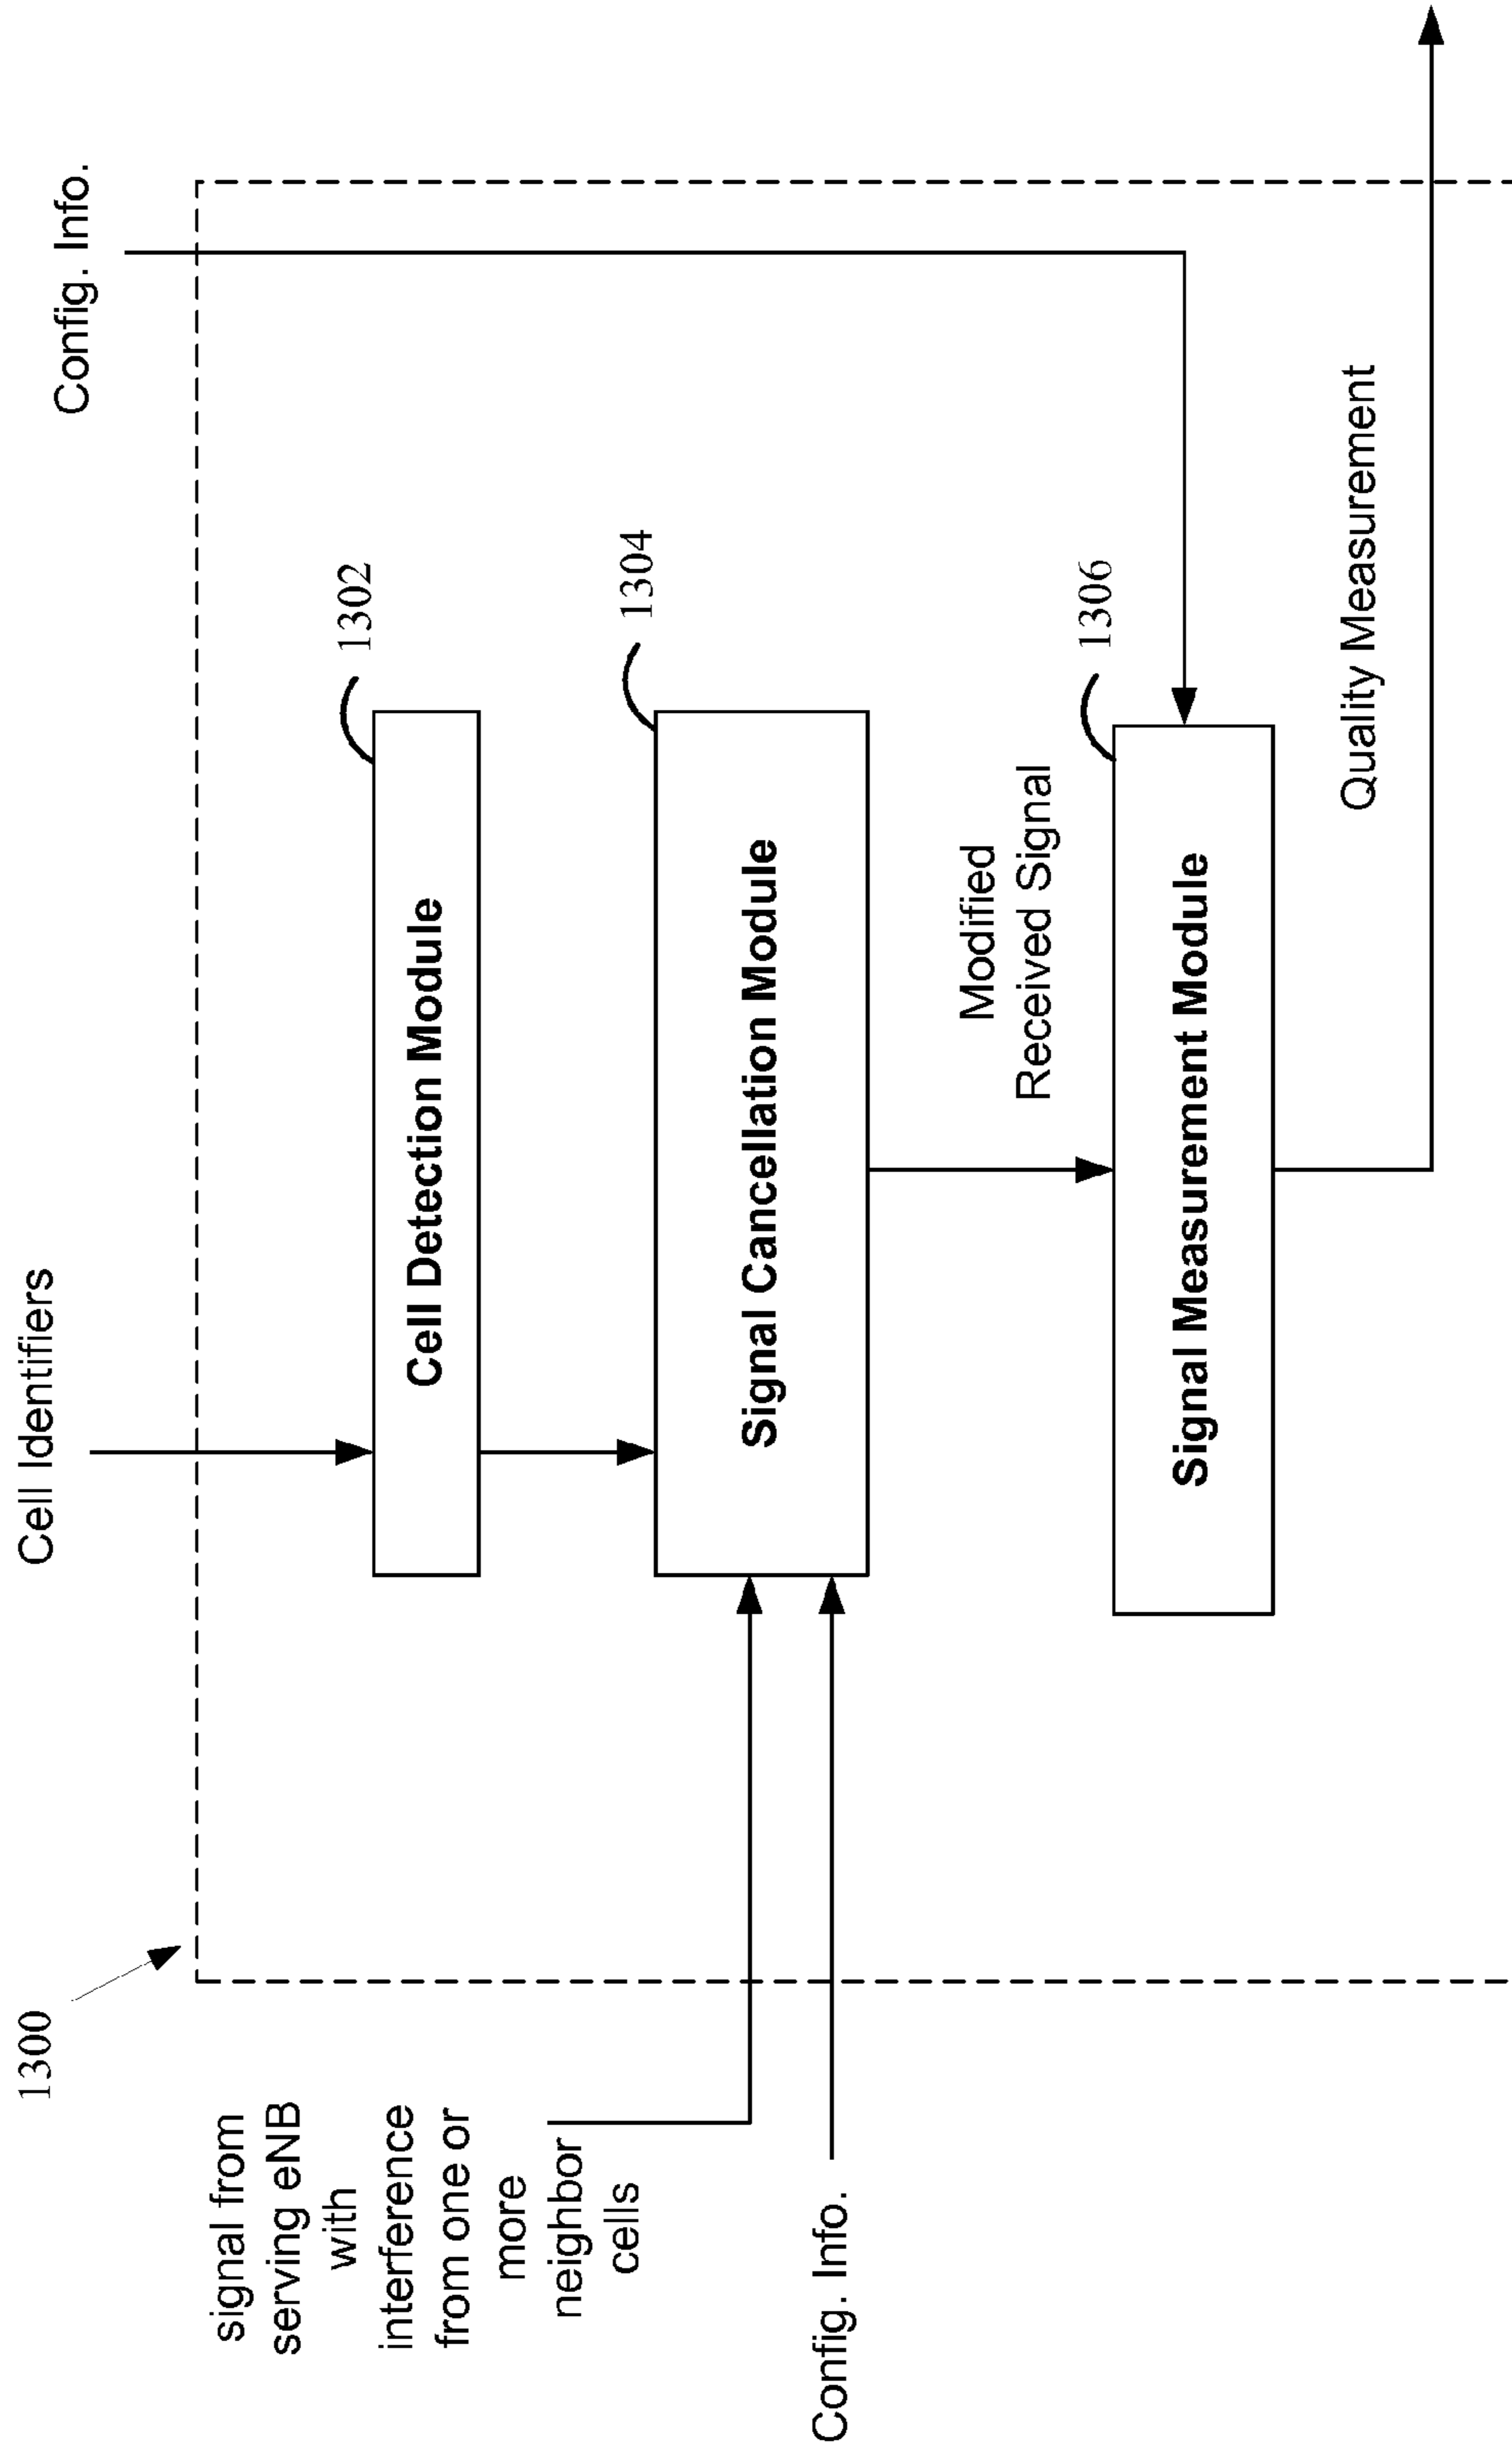 1300
Cell Identifiers
Config. Info.
signal from
serving eNB
with
interference
from one or
more
neighbor
cells
1302
Cell Detection Module
1304
Signal Cancellation Module
Config. Info.
Modified
Received Signal
1306
Signal Measurement Module
Quality Measurement